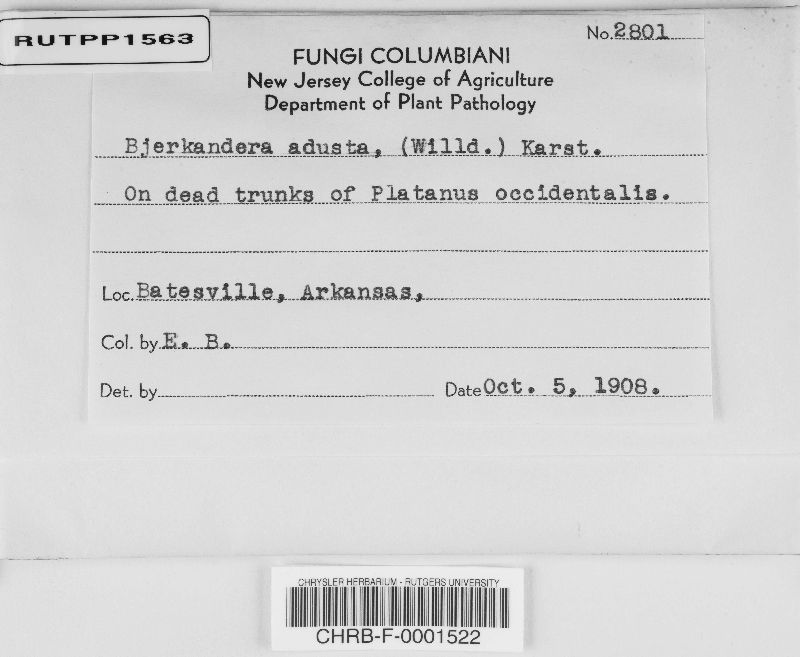 RUTPP1563
No. 2801
FUNGI COLUMBIANI
New Jersey College of Agriculture
Department of Plant Pathology
Bjerkandera adusta, (Willd.) Karst.
On dead trunks of Platanus occidentalis.
Loc. Batesville, Arkansas,
Col. by E. B.
Det. by
Date Oct. 5, 1908.
CHRYSLER HERBARIUM - RUTGERS UNIVERSITY
CHRB-F-0001522